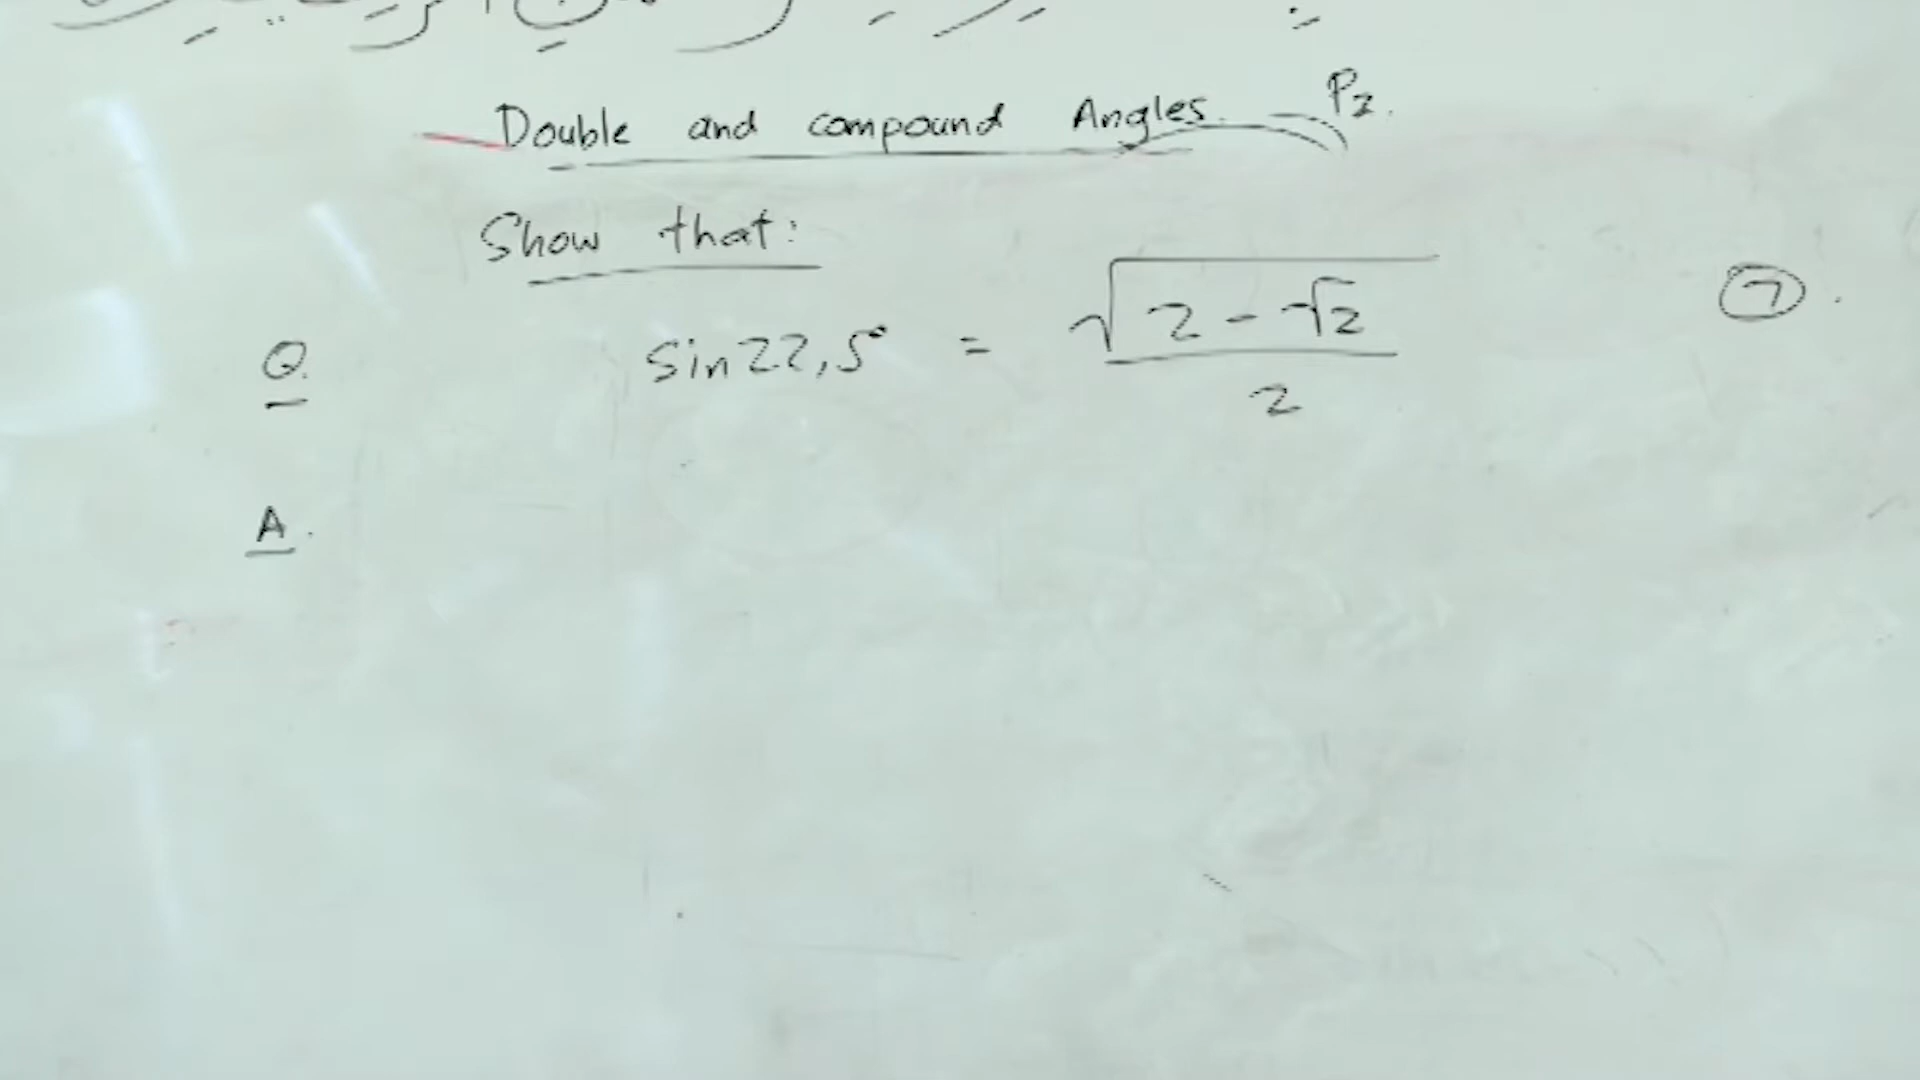 Double and compound Angles. P2.
Show that:
Q. sin22,5° = √(2-√2)/2 ⑦.
A.